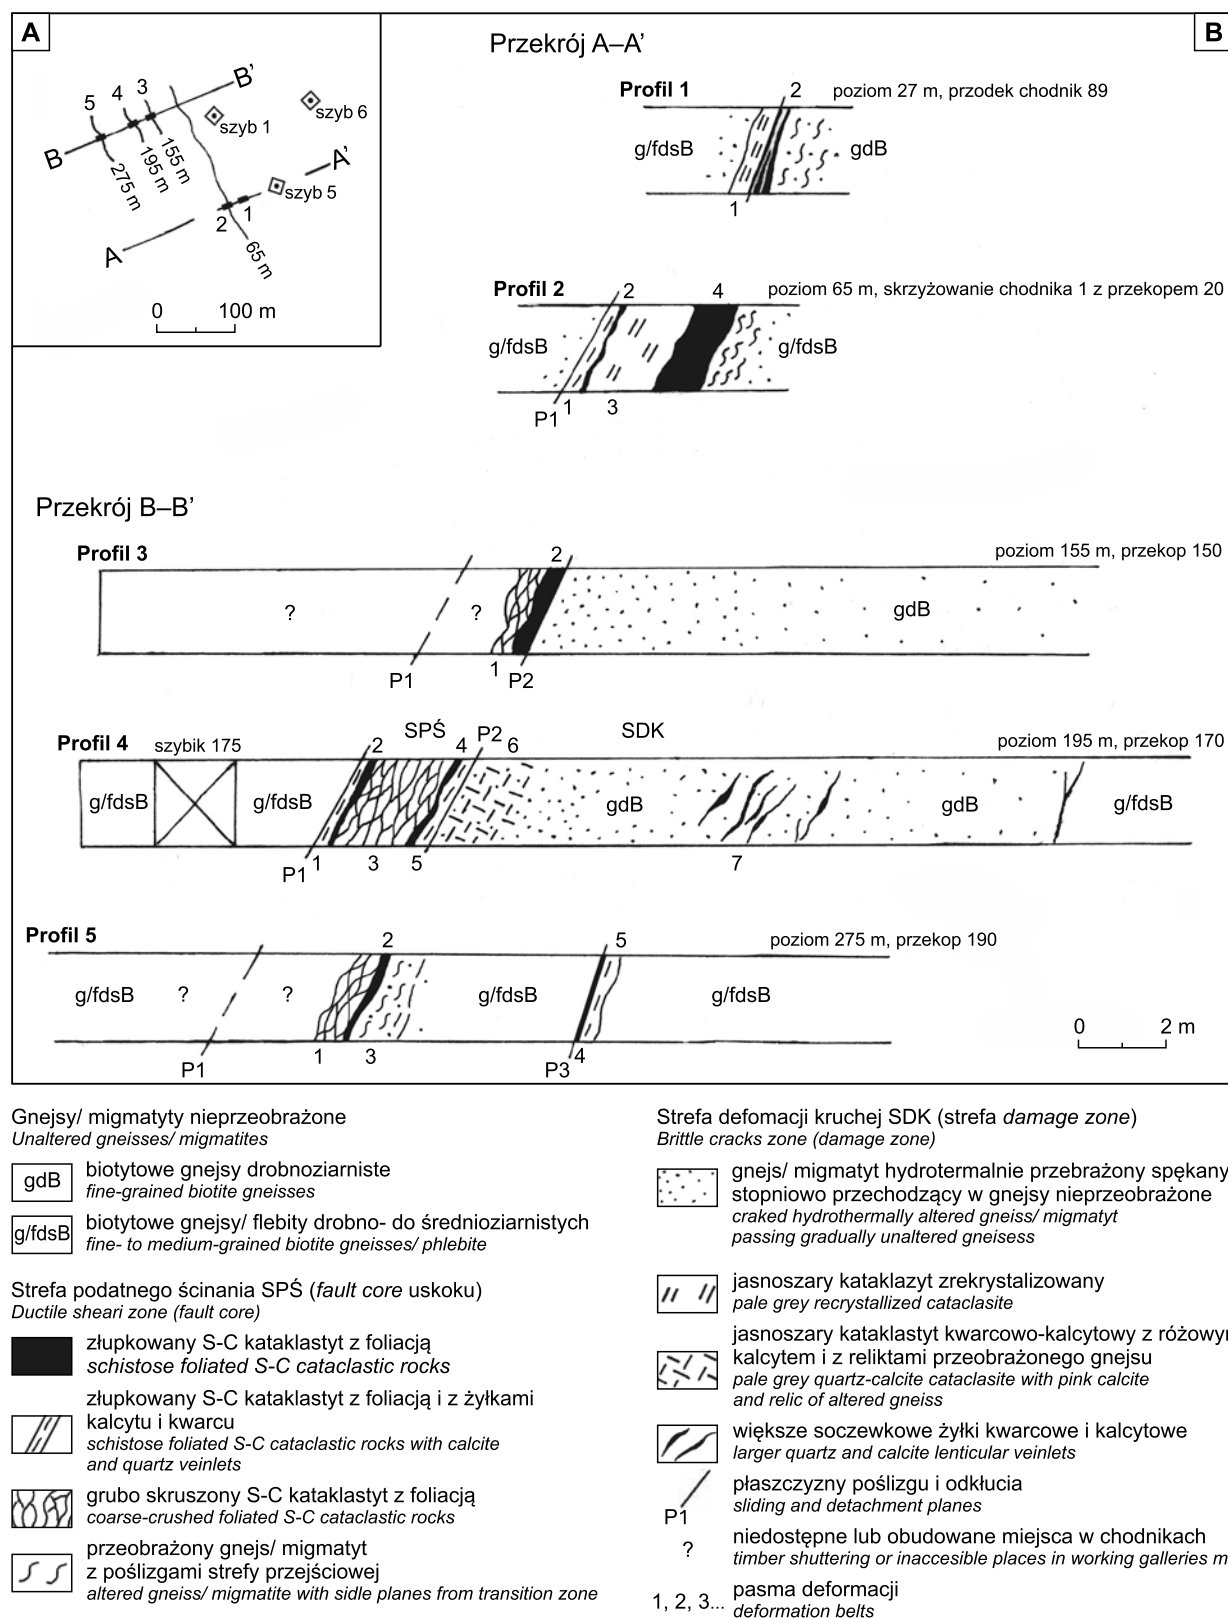 A
B
B'
3
4
5
szyb 1
szyb 6
B
155 m
195 m
275 m
A'
szyb 5
1
2
A
65 m
0 100 m
Przekrój A–A’
Profil 1
2
poziom 27 m, przodek chodnik 89
g/fdsB
gdB
1
Profil 2
2
4
poziom 65 m, skrzyżowanie chodnika 1 z przekopem 20
g/fdsB
g/fdsB
P1
1
3
Przekrój B–B’
Profil 3
2
poziom 155 m, przekop 150
?
?
gdB
P1
1
P2
Profil 4
szybik 175
2
SPŚ
4
P2
6
SDK
poziom 195 m, przekop 170
g/fdsB
g/fdsB
gdB
gdB
g/fdsB
P1
1
3
5
7
Profil 5
2
5
poziom 275 m, przekop 190
g/fdsB
?
?
g/fdsB
g/fdsB
P1
1
3
P3
4
0 2 m
Gnejsy/ migmatyty nieprzeobrażone
Unaltered gneisses/ migmatites
gdB
biotytowe gnejsy drobnoziarniste
fine-grained biotite gneisses
g/fdsB
biotytowe gnejsy/ flebity drobno- do średnioziarnistych
fine- to medium-grained biotite gneisses/ phlebite
Strefa podatnego ścinania SPŚ (fault core uskoku)
Ductile sheari zone (fault core)
złupkowany S-C kataklastyt z foliacją
schistose foliated S-C cataclastic rocks
złupkowany S-C kataklastyt z foliacją i z żyłkami
kalcytu i kwarcu
schistose foliated S-C cataclastic rocks with calcite
and quartz veinlets
grubo skruszony S-C kataklastyt z foliacją
coarse-crushed foliated S-C cataclastic rocks
przeobrażony gnejs/ migmatyt
z poślizgami strefy przejściowej
altered gneiss/ migmatite with sidle planes from transition zone
Strefa defomacji kruchej SDK (strefa damage zone)
Brittle cracks zone (damage zone)
gnejs/ migmatyt hydrotermalnie przebrażony spękany
stopniowo przechodzący w gnejsy nieprzeobrażone
craked hydrothermally altered gneiss/ migmatyt
passing gradually unaltered gneisess
jasnoszary kataklazyt zrekrystalizowany
pale grey recrystallized cataclasite
jasnoszary kataklastyt kwarcowo-kalcytowy z
kalcytem i z reliktami przeobrażonego gnejsu
pale grey quartz-calcite cataclasite with pink calcite
and relic of altered gneiss
większe soczewkowe żyłki kwarcowe i kalcytowe
larger quartz and calcite lenticular veinlets
P1
płaszczyzny poślizgu i odkłucia
sliding and detachment planes
?
niedostępne lub obudowane miejsca w chodnikach
timber shuttering or inaccesible places in working galleries
1, 2, 3...
pasma deformacji
deformation belts